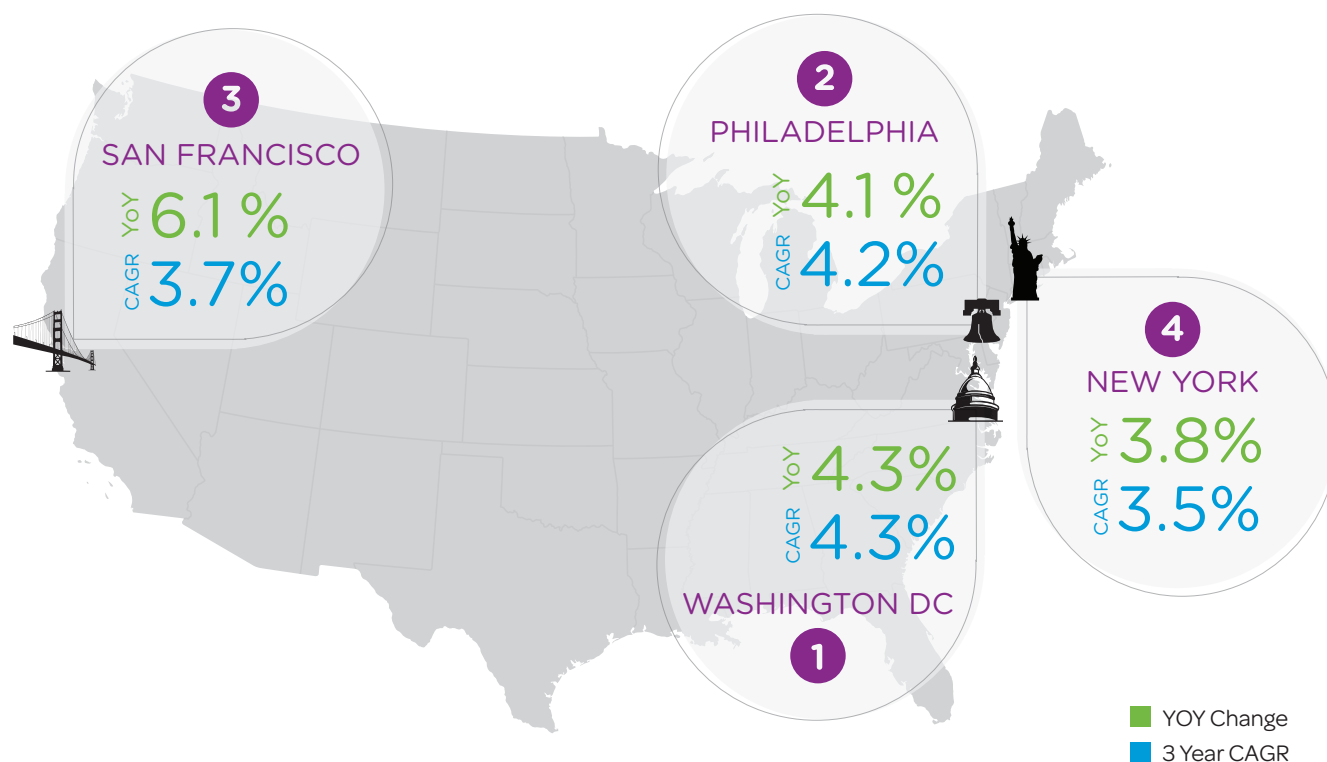 3
SAN FRANCISCO
YoY 6.1 %
CAGR 3.7%
2
PHILADELPHIA
YoY 4.1 %
CAGR 4.2%
4
NEW YORK
YoY 3.8%
CAGR 3.5%
YoY 4.3%
CAGR 4.3%
WASHINGTON DC
1
YOY Change
3 Year CAGR